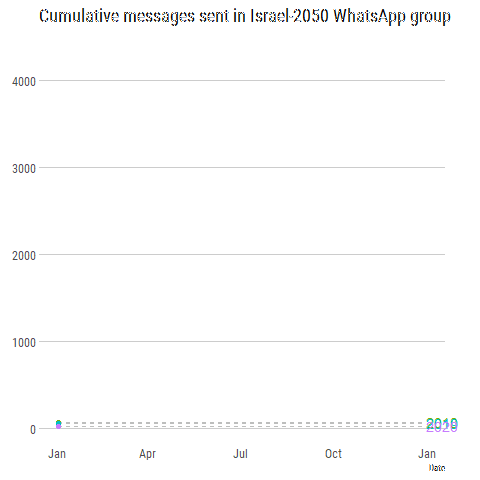 Cumulative messages sent in Israel-2050 WhatsApp group
4000
3000
2000
1000
0
Jan Apr Jul Oct Jan
Date